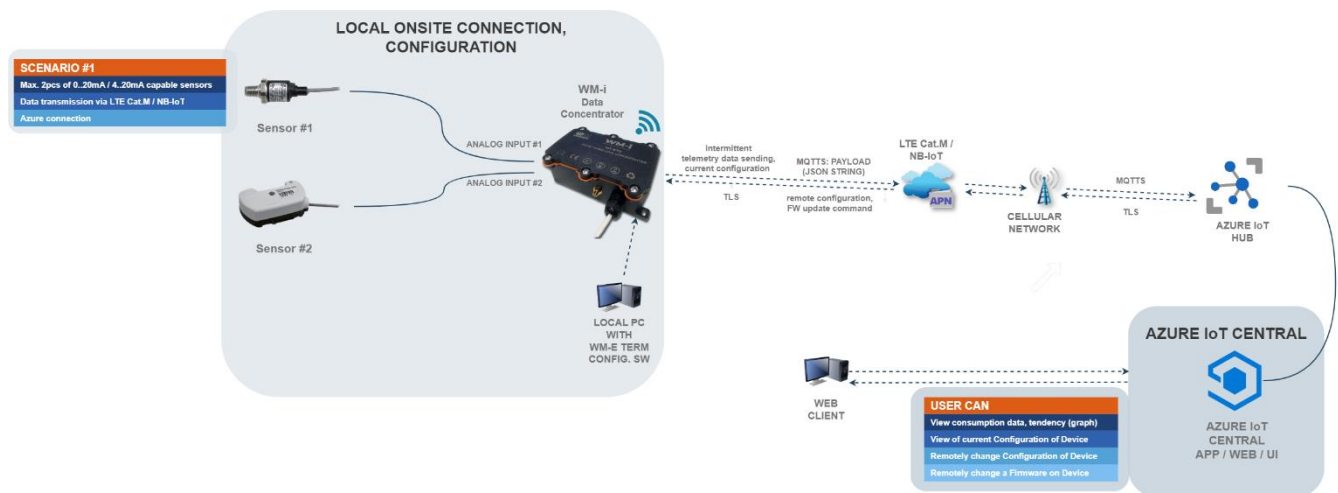 LOCAL ONSITE CONNECTION,
CONFIGURATION
SCENARIO #1
Max. 2pcs of 0..20mA / 4..20mA capable sensors
Data transmission via LTE Cat.M / NB-IoT
Azure connection
Sensor #1
Sensor #2
ANALOG INPUT #1
ANALOG INPUT #2
WM-i
Data
Concentrator
WM-i
LOCAL PC
WITH
WM-E TERM
CONFIG. SW
intermittent
telemetry data sending,
current configuration
TLS
MQTTS: PAYLOAD
(JSON STRING)
remote configuration,
FW update command
LTE Cat.M /
NB-IoT
APN
CELLULAR
NETWORK
MQTTS
TLS
AZURE IoT
HUB
AZURE IoT CENTRAL
AZURE IoT
CENTRAL
APP / WEB / UI
WEB
CLIENT
USER CAN
View consumption data, tendency (graph)
View of current Configuration of Device
Remotely change Configuration of Device
Remotely change a Firmware on Device